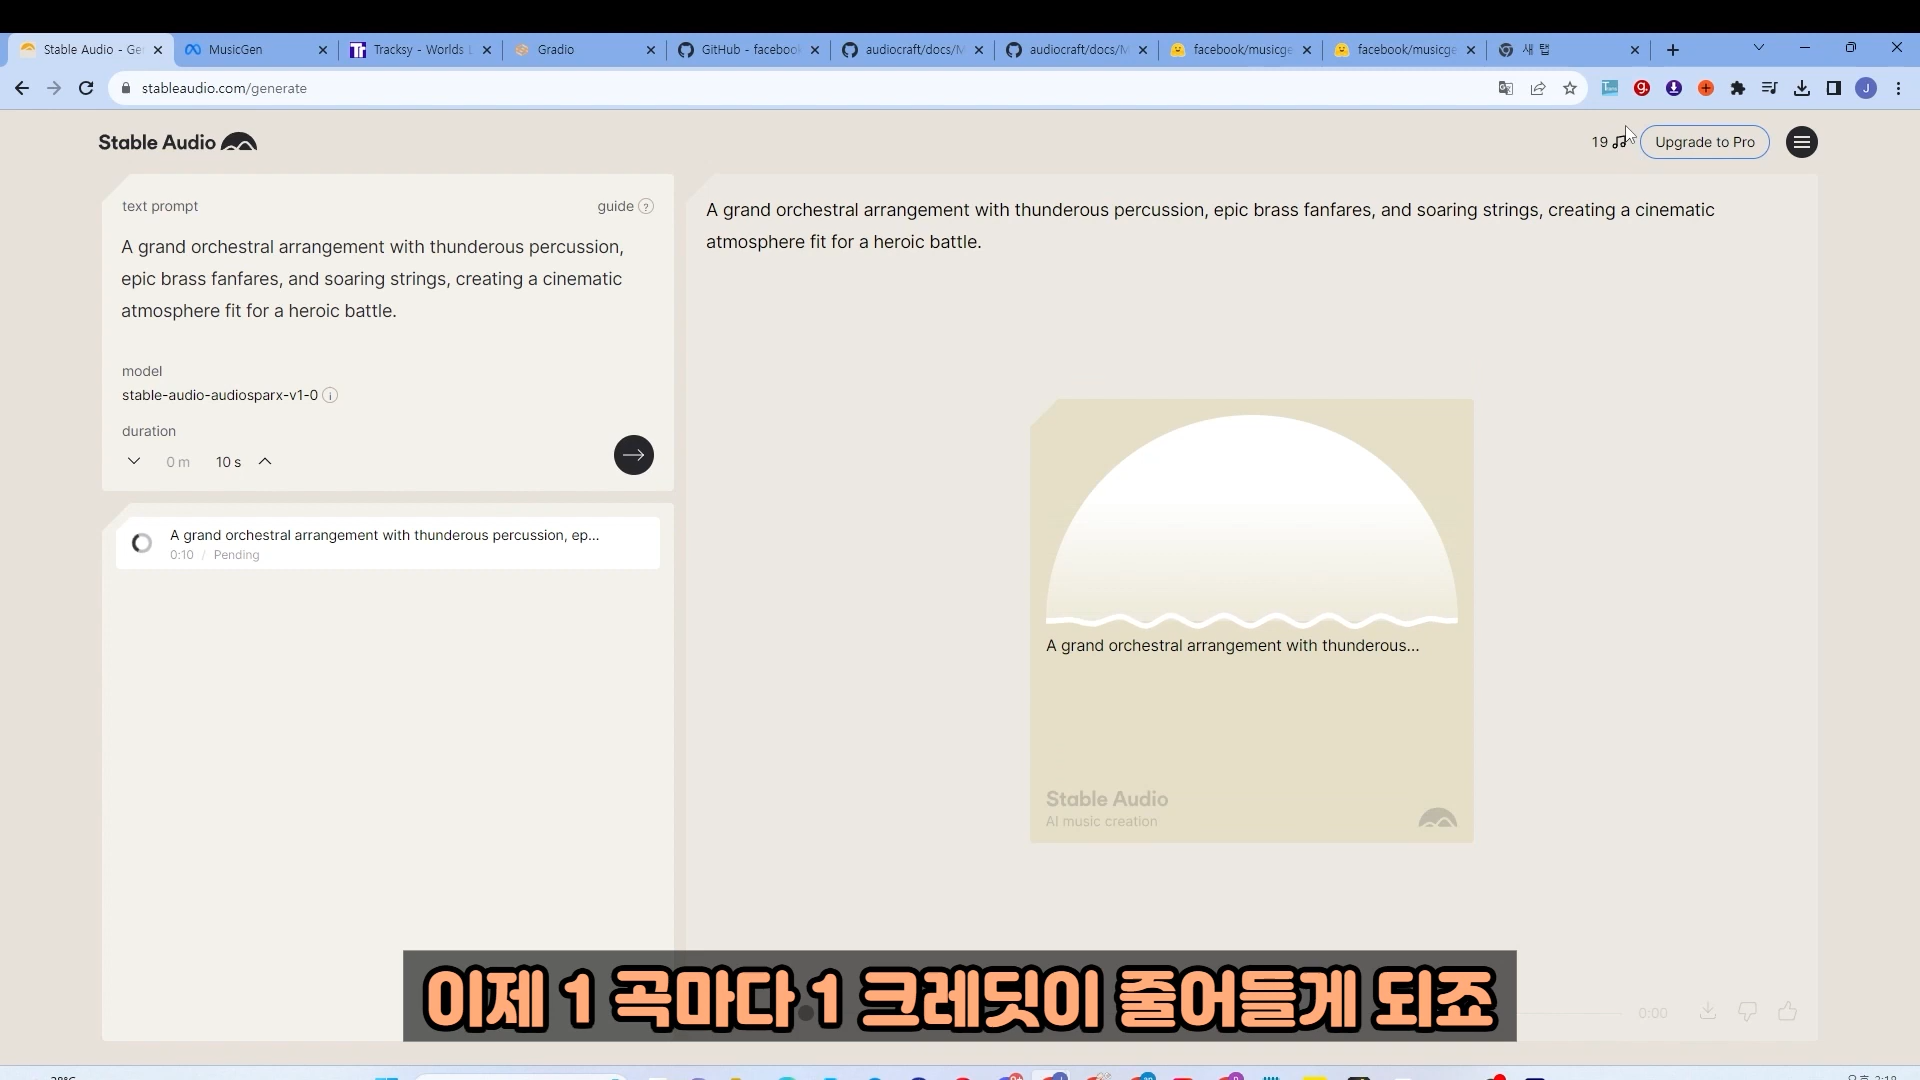 Stable Audio - Ge
MusicGen
Tracksy - Worlds
Gradio
GitHub - faceboo
audiocraft/docs/M
audiocraft/docs/M
facebook/musicge
facebook/musicge
새 탭
stableaudio.com/generate
J
Stable Audio
19
Upgrade to Pro
text prompt
guide ?
A grand orchestral arrangement with thunderous percussion,
epic brass fanfares, and soaring strings, creating a cinematic
atmosphere fit for a heroic battle.
model
stable-audio-audiosparx-v1-0
duration
0 m 10 s
A grand orchestral arrangement with thunderous percussion, ep...
0:10 / Pending
A grand orchestral arrangement with thunderous percussion, epic brass fanfares, and soaring strings, creating a cinematic
atmosphere fit for a heroic battle.
A grand orchestral arrangement with thunderous...
Stable Audio
AI music creation
0:00
이제 1 곡마다 1 크레딧이 줄어들게 되죠